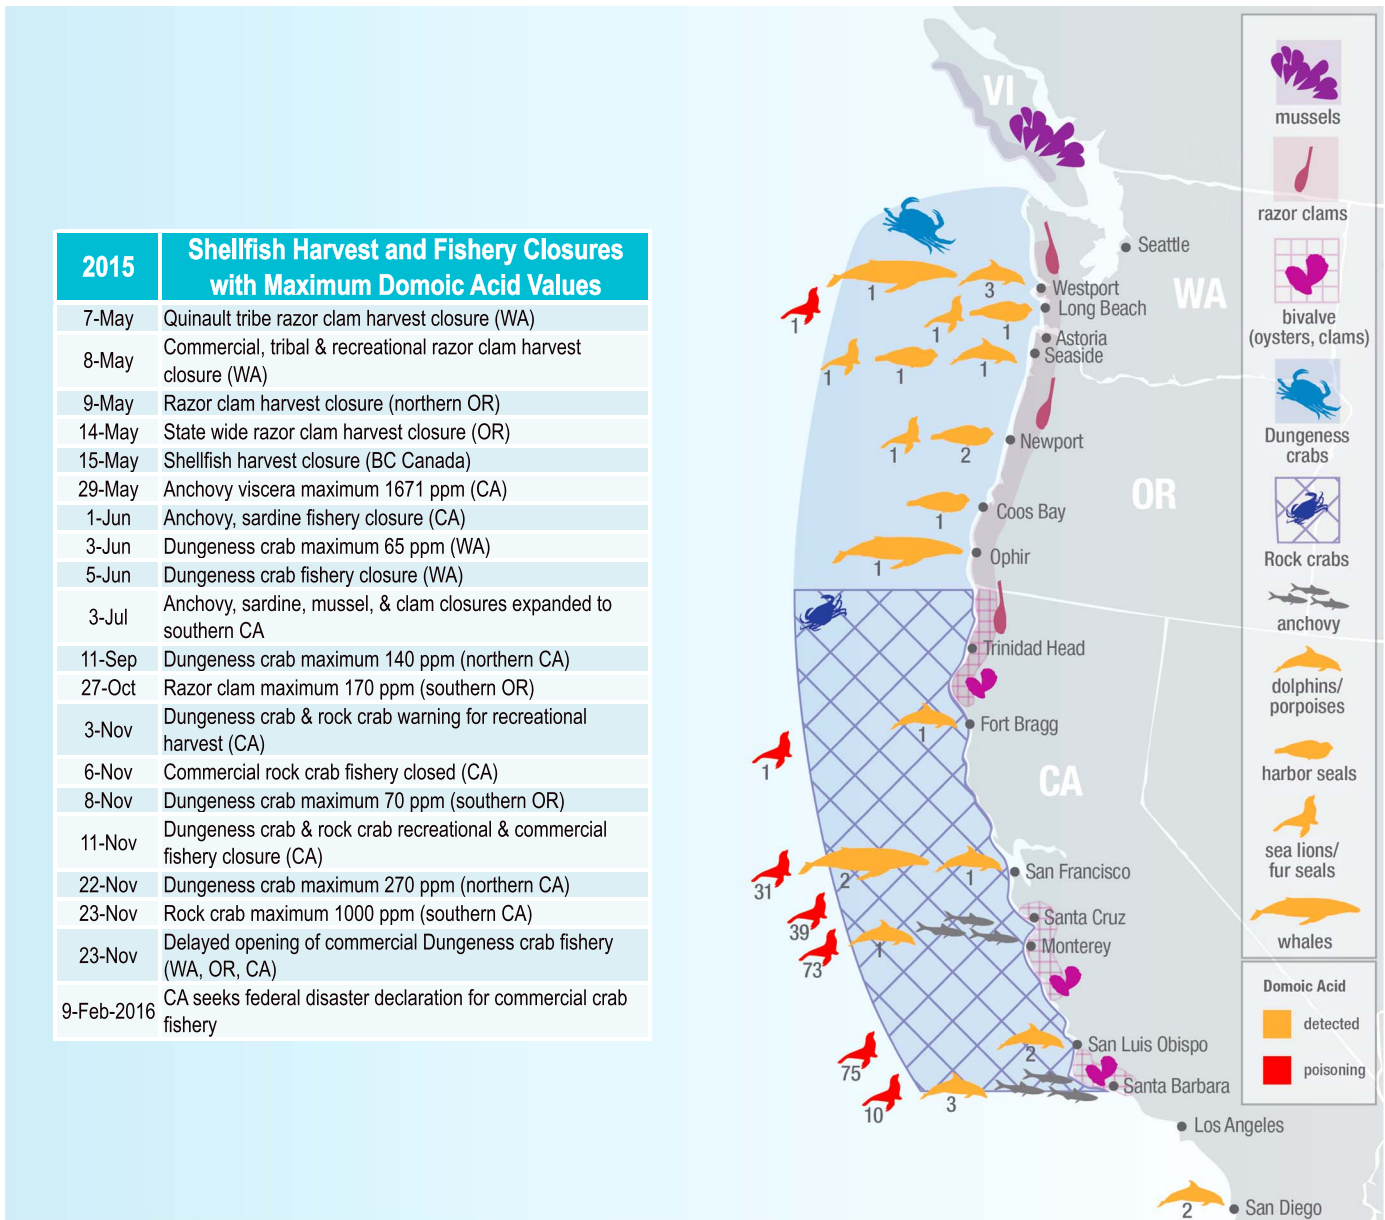 2015 Shellfish Harvest and Fishery Closures
with Maximum Domoic Acid Values
7-May Quinault tribe razor clam harvest closure (WA)
8-May Commercial, tribal & recreational razor clam harvest
closure (WA)
9-May Razor clam harvest closure (northern OR)
14-May State wide razor clam harvest closure (OR)
15-May Shellfish harvest closure (BC Canada)
29-May Anchovy viscera maximum 1671 ppm (CA)
1-Jun Anchovy, sardine fishery closure (CA)
3-Jun Dungeness crab maximum 65 ppm (WA)
5-Jun Dungeness crab fishery closure (WA)
3-Jul Anchovy, sardine, mussel, & clam closures expanded to
southern CA
11-Sep Dungeness crab maximum 140 ppm (northern CA)
27-Oct Razor clam maximum 170 ppm (southern OR)
3-Nov Dungeness crab & rock crab warning for recreational
harvest (CA)
6-Nov Commercial rock crab fishery closed (CA)
8-Nov Dungeness crab maximum 70 ppm (southern OR)
11-Nov Dungeness crab & rock crab recreational & commercial
fishery closure (CA)
22-Nov Dungeness crab maximum 270 ppm (northern CA)
23-Nov Rock crab maximum 1000 ppm (southern CA)
23-Nov Delayed opening of commercial Dungeness crab fishery
(WA, OR, CA)
9-Feb-2016 CA seeks federal disaster declaration for commercial crab
fishery
VI
Seattle
WA
1 3 Westport
1 1 1 Long Beach
Astoria
Seaside
1 1 1
Newport
1 2
OR
Coos Bay
1
Ophir
1
Trinidad Head
Fort Bragg
1
1
CA
San Francisco
31 2 1
Santa Cruz
39
Monterey
73 1
San Luis Obispo
75 2
Santa Barbara
10 3
Los Angeles
San Diego
2
mussels
razor clams
bivalve
(oysters, clams)
Dungeness
crabs
Rock crabs
anchovy
dolphins/
porpoises
harbor seals
sea lions/
fur seals
whales
Domoic Acid
detected
poisoning